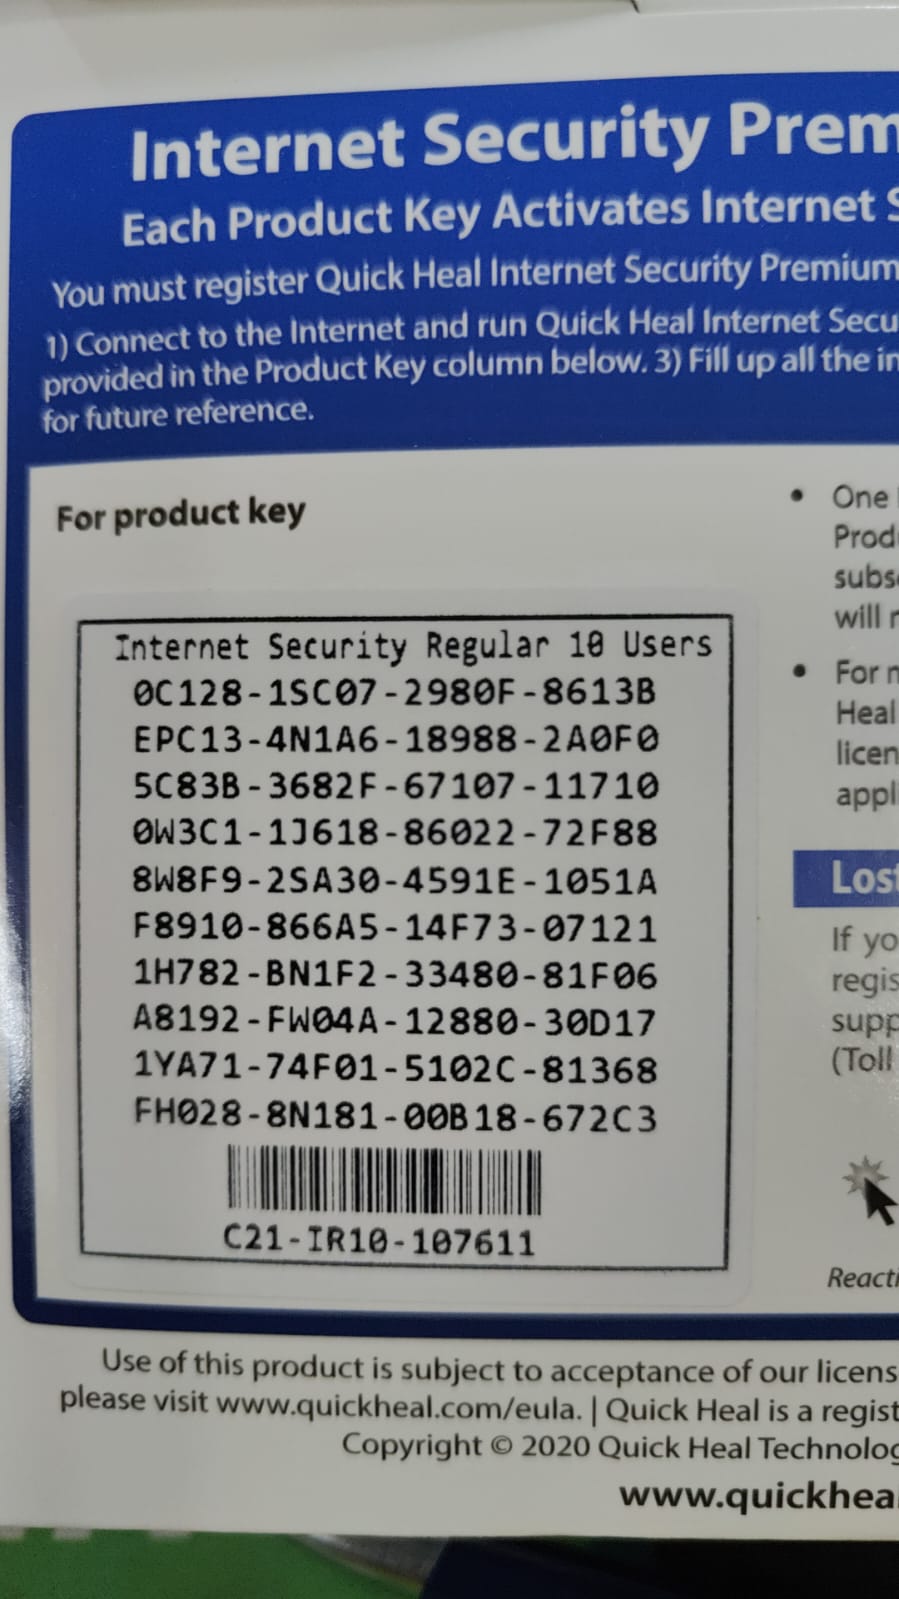 Internet Security Prem
Each Product Key Activates Internet S
You must register Quick Heal Internet Security Premium
1) Connect to the Internet and run Quick Heal Internet Secu
provided in the Product Key column below. 3) Fill up all the in
for future reference.
For product key
Internet Security Regular 10 Users
0C128-1SC07-2980F-8613B
EPC13-4N1A6-18988-2A0F0
5C83B-3682F-67107-11710
0W3C1-1J618-86022-72F88
8W8F9-2SA30-4591E-1051A
F8910-866A5-14F73-07121
1H782-BN1F2-33480-81F06
A8192-FW04A-12880-30D17
1YA71-74F01-5102C-81368
FH028-8N181-00B18-672C3
C21-IR10-107611
• One
Produ
subs
will r
• For n
Heal
licen
appli
Lost
If yo
regis
supp
(Toll
Reacti
Use of this product is subject to acceptance of our licens
please visit www.quickheal.com/eula. | Quick Heal is a regist
Copyright © 2020 Quick Heal Technolog
www.quickheal